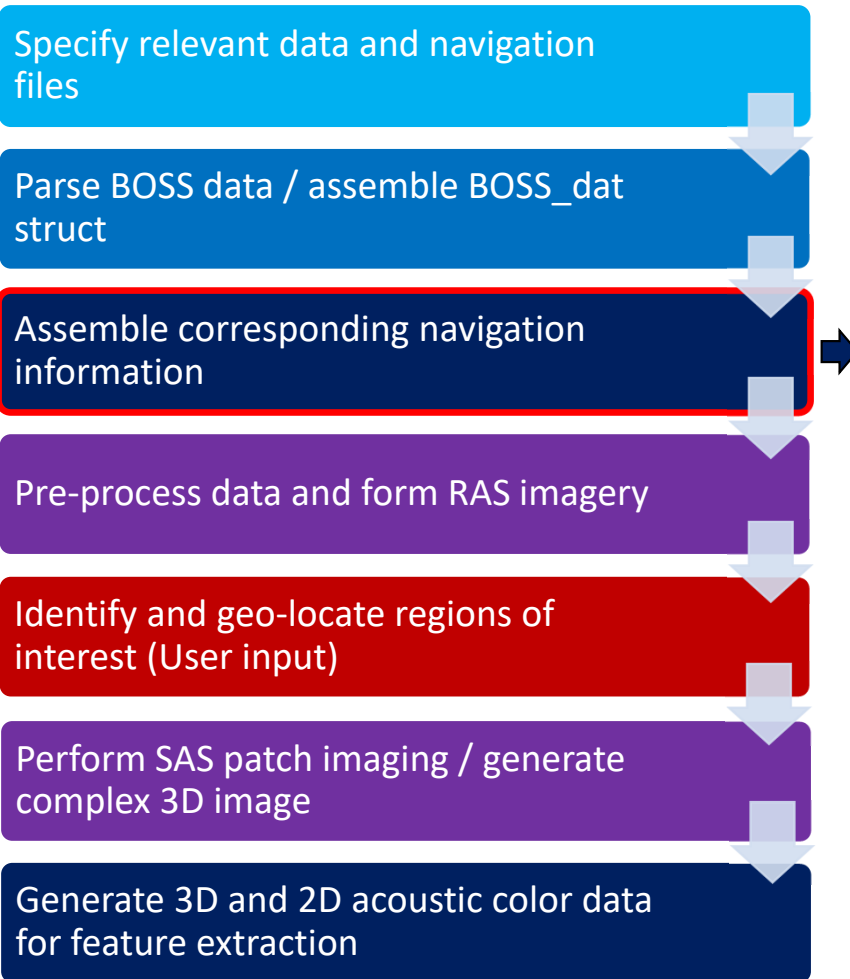 Specify relevant data and navigation
files
Parse BOSS data / assemble BOSS_dat
struct
Assemble corresponding navigation
information
Pre-process data and form RAS imagery
Identify and geo-locate regions of
interest (User input)
Perform SAS patch imaging / generate
complex 3D image
Generate 3D and 2D acoustic color data
for feature extraction